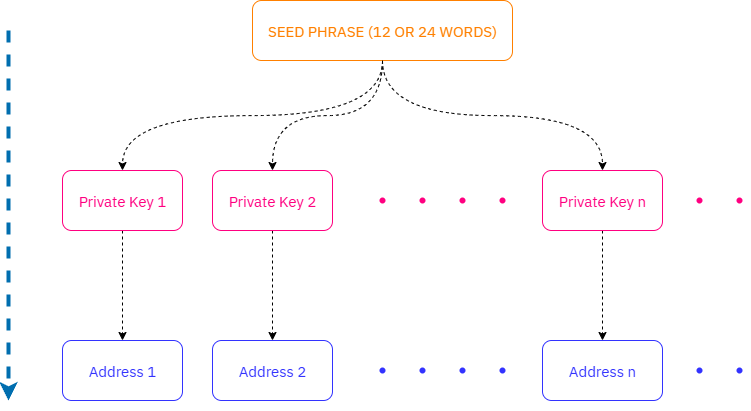 SEED PHRASE (12 OR 24 WORDS)
Private Key 1
Private Key 2
Private Key n
Address 1
Address 2
Address n